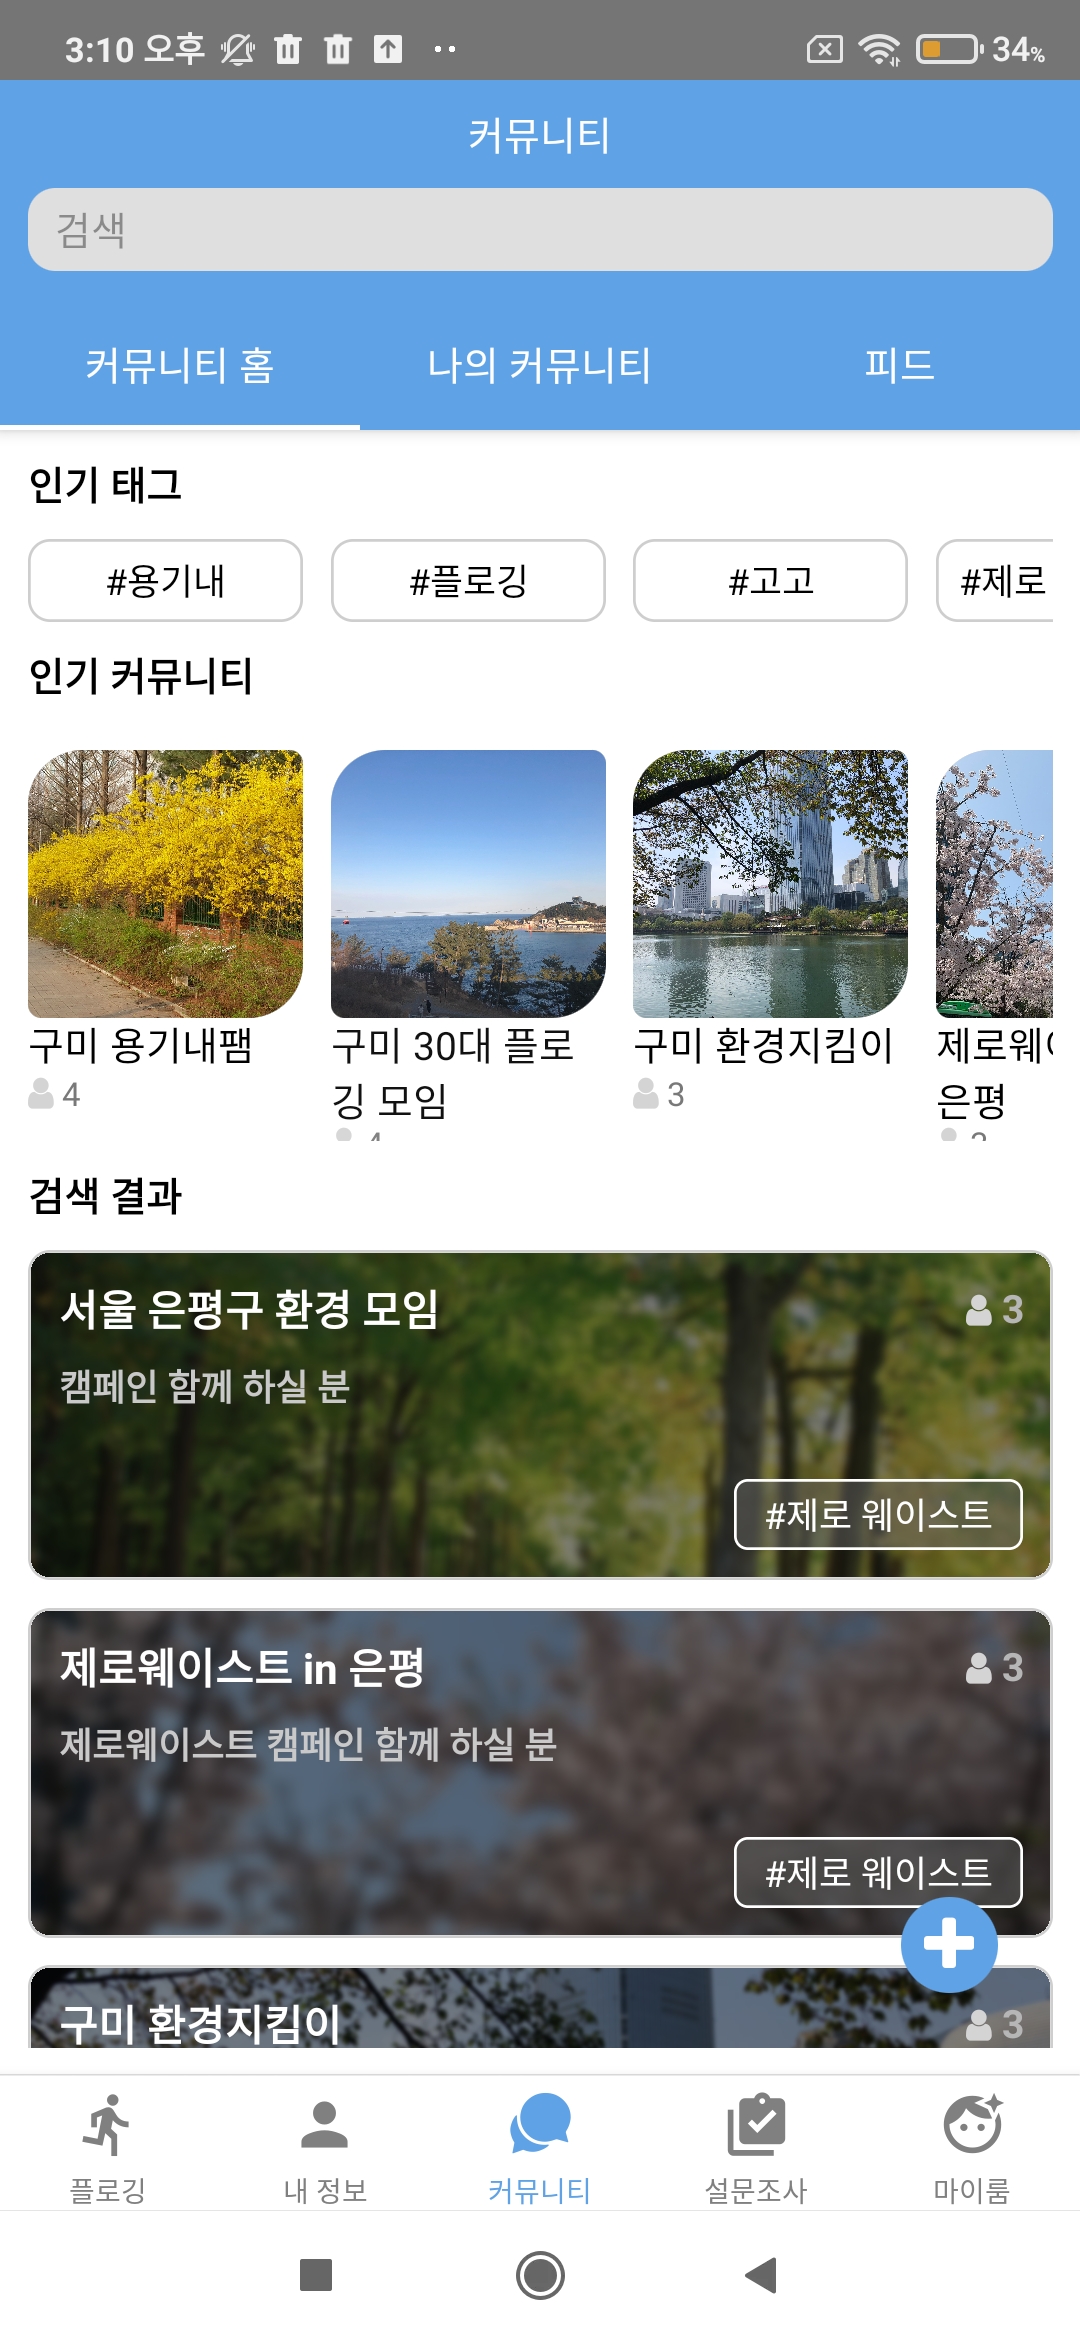 3:10 오후
34%
커뮤니티
검색
커뮤니티 홈
나의 커뮤니티
피드
인기 태그
#용기내
#플로깅
#고고
#제로
인기 커뮤니티
구미 용기내팸
4
구미 30대 플로
깅 모임
구미 환경지킴이
3
제로웨
은평
검색 결과
서울 은평구 환경 모임
3
캠페인 함께 하실 분
#제로 웨이스트
제로웨이스트 in 은평
3
제로웨이스트 캠페인 함께 하실 분
#제로 웨이스트
구미 환경지킴이
3
플로깅
내 정보
커뮤니티
설문조사
마이룸